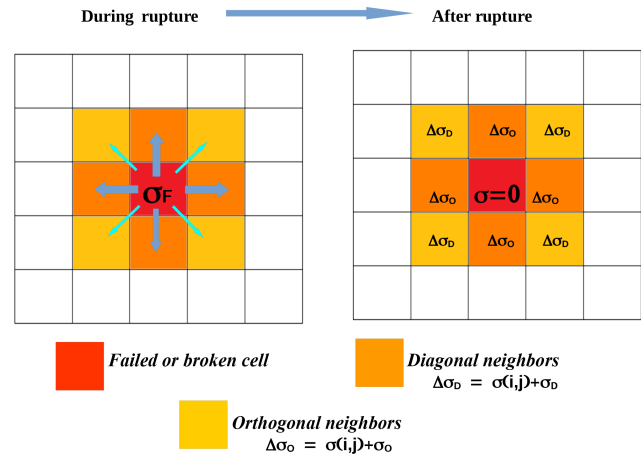 During rupture
After rupture
σF
ΔσD ΔσO ΔσD
ΔσO σ=0 ΔσO
ΔσD ΔσO ΔσD
Failed or broken cell
Diagonal neighbors
ΔσD = σ(i,j)+σD
Orthogonal neighbors
ΔσO = σ(i,j)+σO